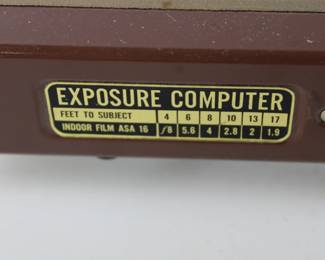 EXPOSURE COMPUTER
FEET TO SUBJECT 4 6 8 10 13 17
INDOOR FILM ASA 16 f8 5.6 4 2.8 2 1.9